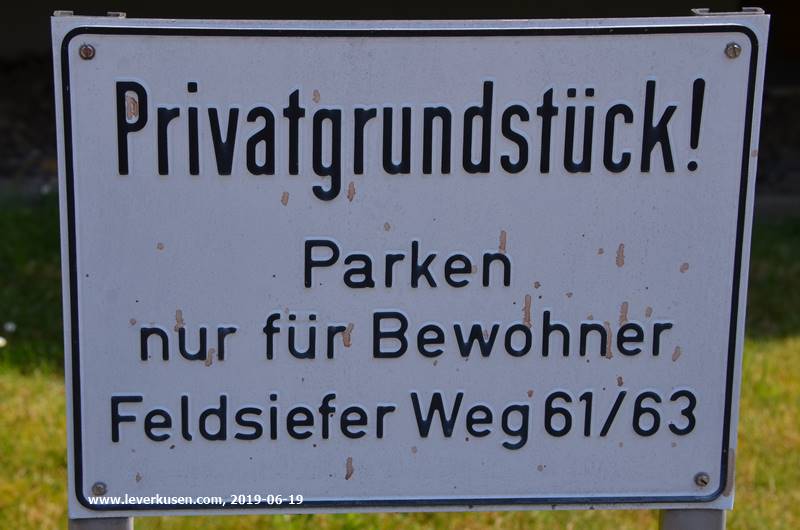 Privatgrundstück!
Parken
nur für Bewohner
Feldsiefer Weg 61/63
www.leverkusen.com, 2019-06-19